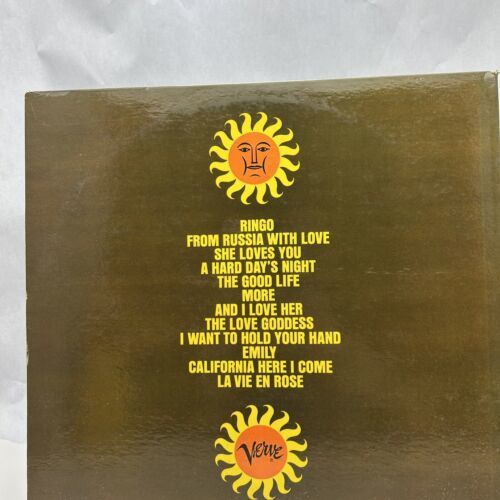 RINGO
FROM RUSSIA WITH LOVE
SHE LOVES YOU
A HARD DAY'S NIGHT
THE GOOD LIFE
MORE
AND I LOVE HER
THE LOVE GODDESS
I WANT TO HOLD YOUR HAND
EMILY
CALIFORNIA HERE I COME
LA VIE EN ROSE
Verve